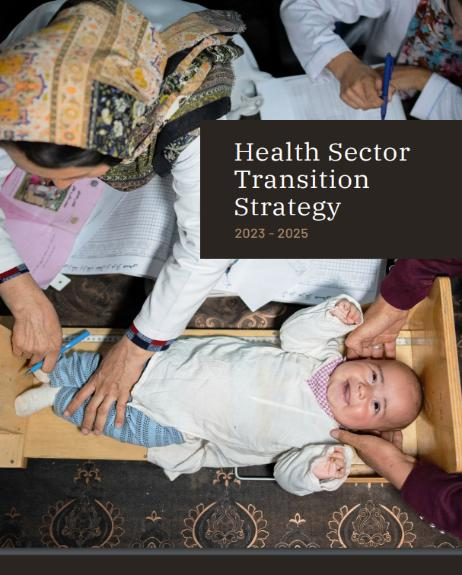 Health Sector
Transition
Strategy
2023 - 2025